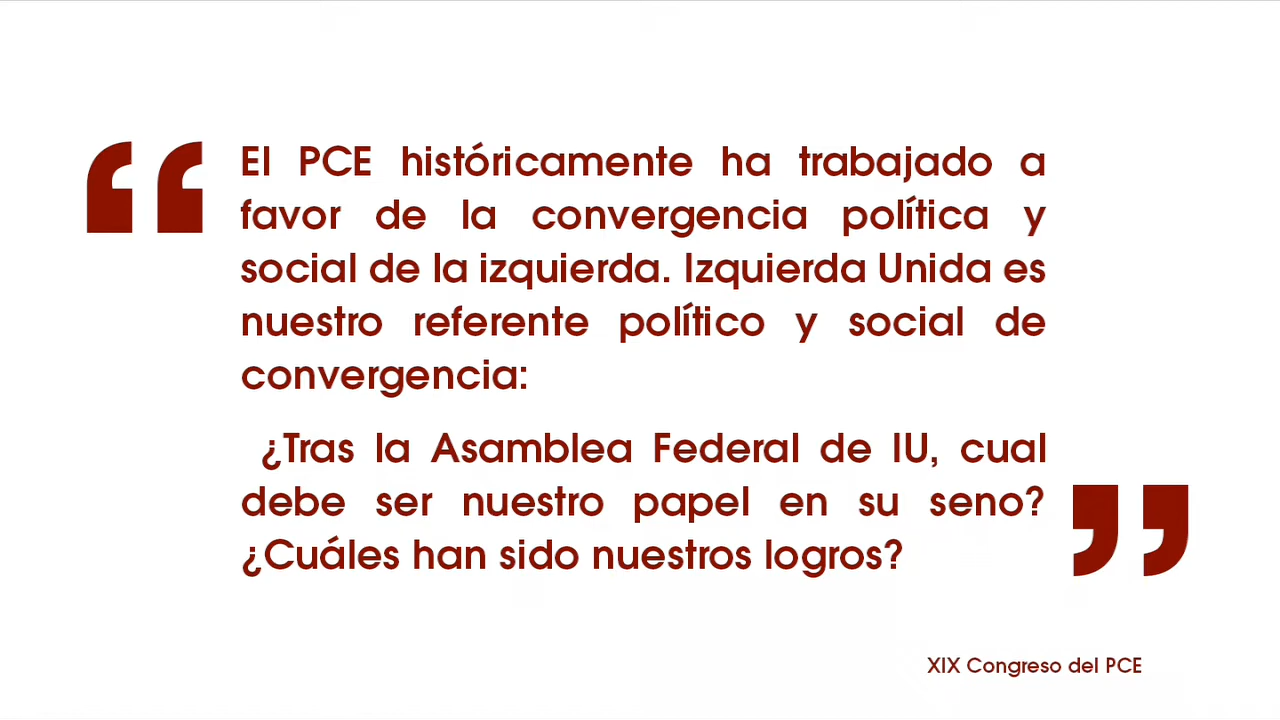 “ El PCE históricamente ha trabajado a
favor de la convergencia política y
social de la izquierda. Izquierda Unida es
nuestro referente político y social de
convergencia:
¿Tras la Asamblea Federal de IU, cual
debe ser nuestro papel en su seno?
¿Cuáles han sido nuestros logros? ”
XIX Congreso del PCE